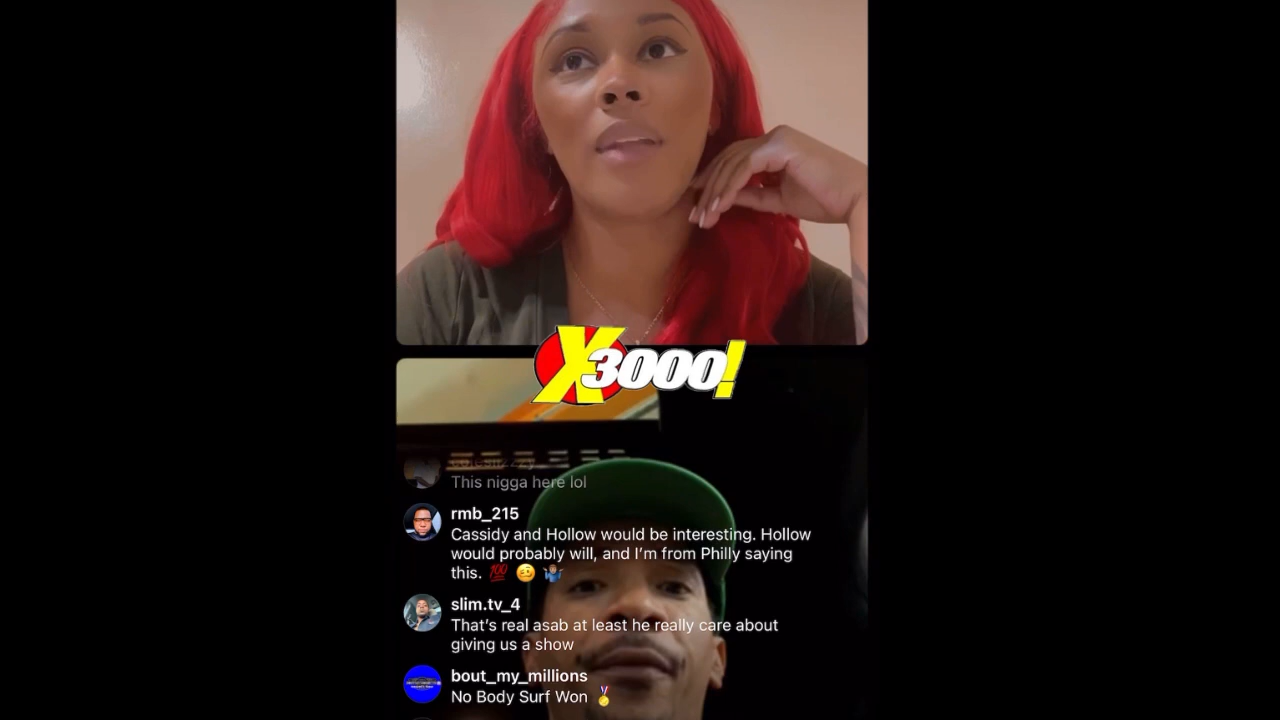 X3000!
This nigga here lol
rmb_215
Cassidy and Hollow would be interesting. Hollow
would probably will, and I’m from Philly saying
this. 💯 🥴 🤷🏽‍♂️
slim.tv_4
That’s real asab at least he really care about
giving us a show
bout_my_millions
No Body Surf Won 🏅